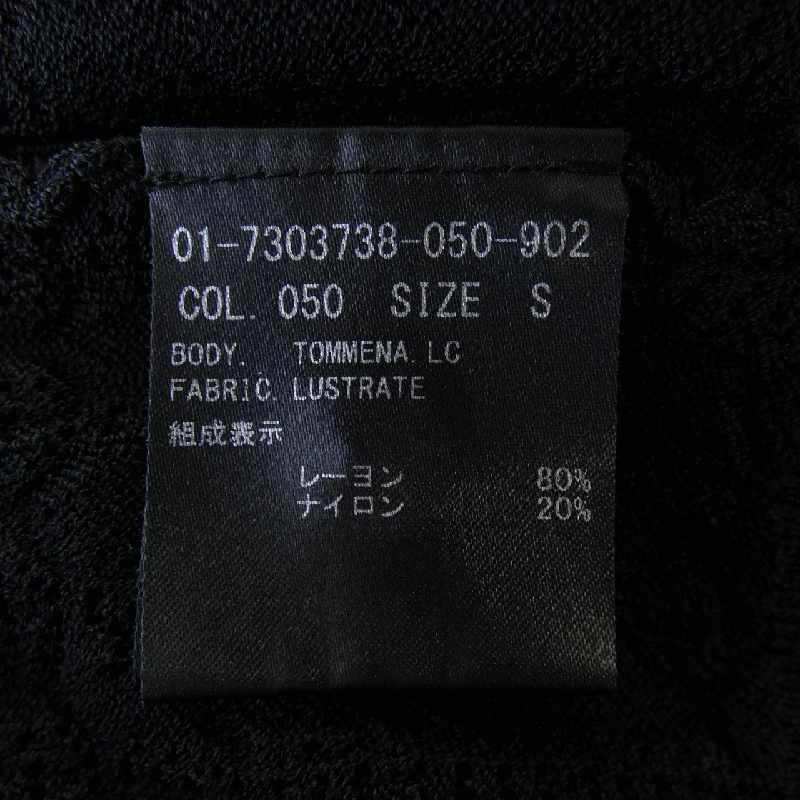 01-7303738-050-902
COL. 050 SIZE S
BODY. TOMMENA.LC
FABRIC. LUSTRATE
組成表示
レーヨン 80%
ナイロン 20%